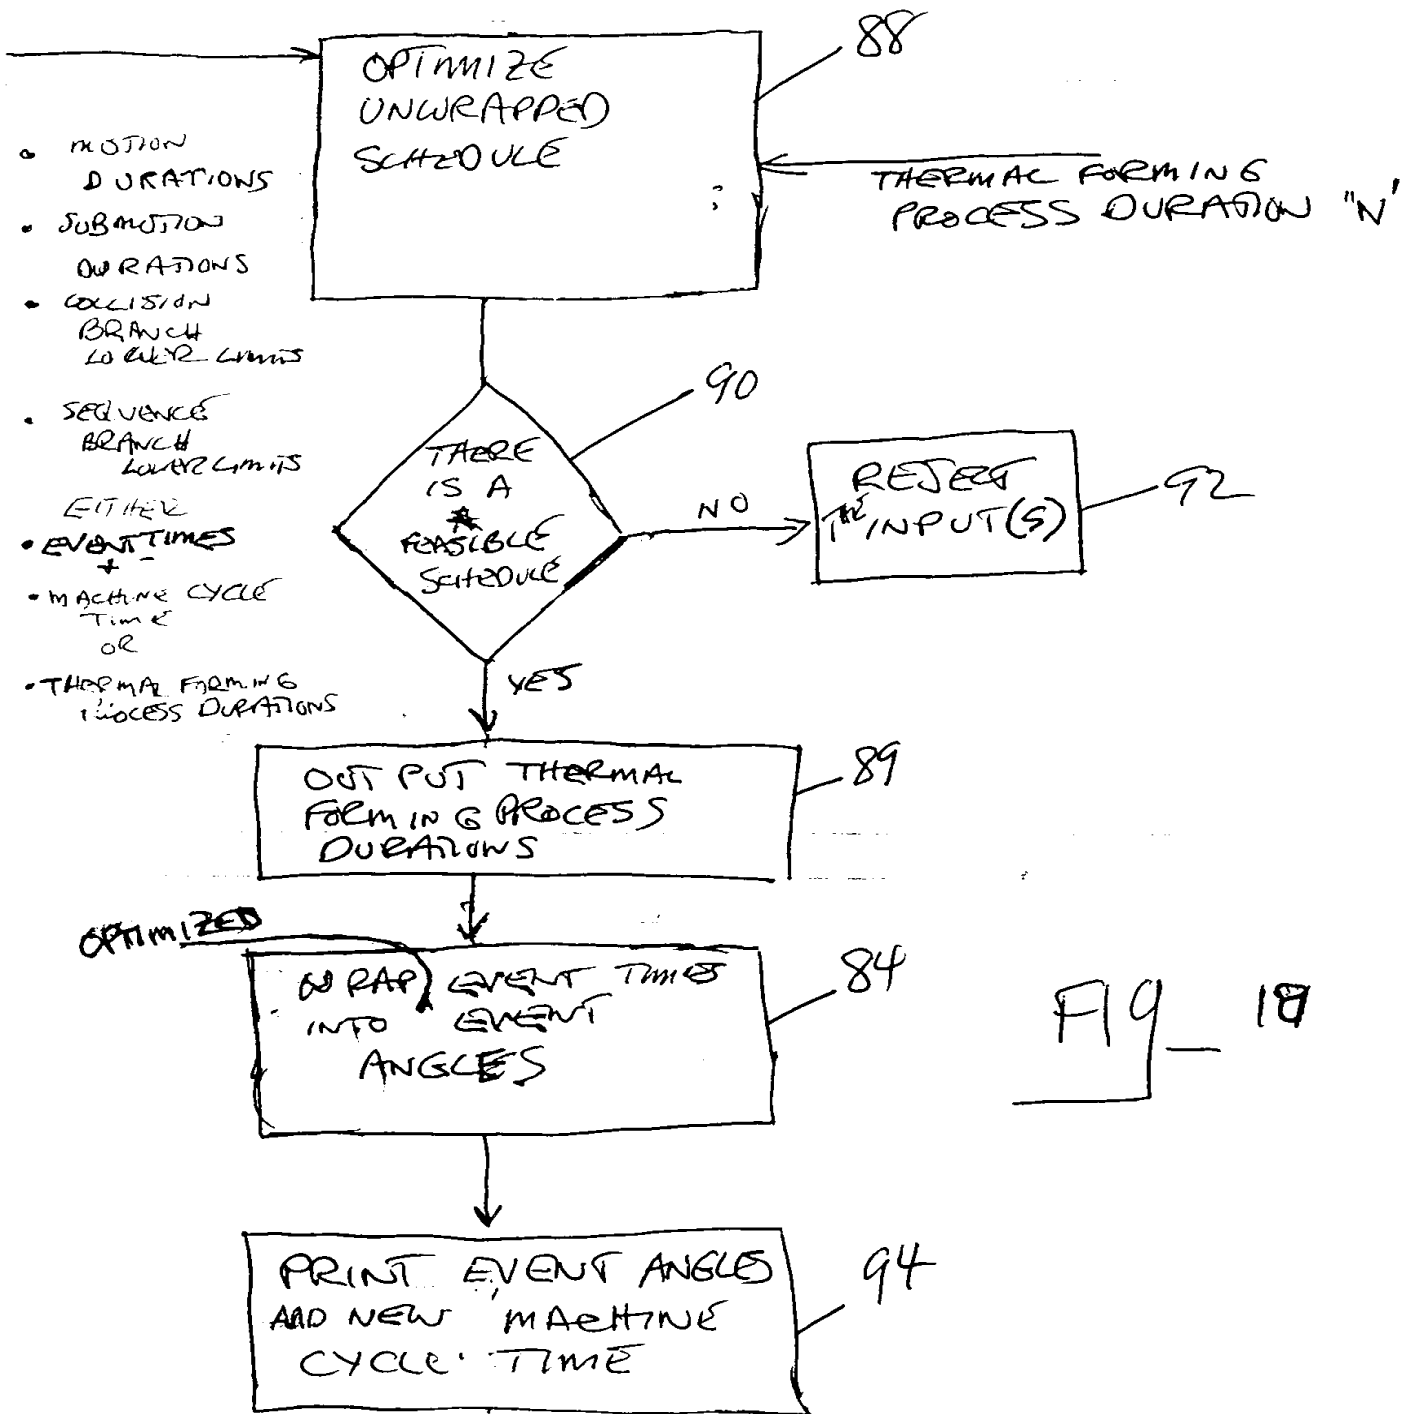 OPTIMIZE
UNWRAPPED
SCHEDULE
88
THERMAL FORMING
PROCESS DURATION "N'
• MOTION
DURATIONS
• SUBMOTION
DURATIONS
• COLLISION
BRANCH
LOWER LIMITS
• SEQUENCE
BRANCH
LOWER LIMITS
EITHER
• EVENT TIMES
+
• MACHINE CYCLE
TIME
OR
• THERMAL FORMING
PROCESS DURATIONS
90
THERE
IS A
FEASIBLE
SCHEDULE
NO
REJECT
THE INPUT(S)
92
YES
OUTPUT THERMAL
FORMING PROCESS
DURATIONS
89
OPTIMIZED
WRAP EVENT TIMES
INTO EVENT
ANGLES
84
FIG_
PRINT EVENT ANGLES
AND NEW MACHINE
CYCLE TIME
94